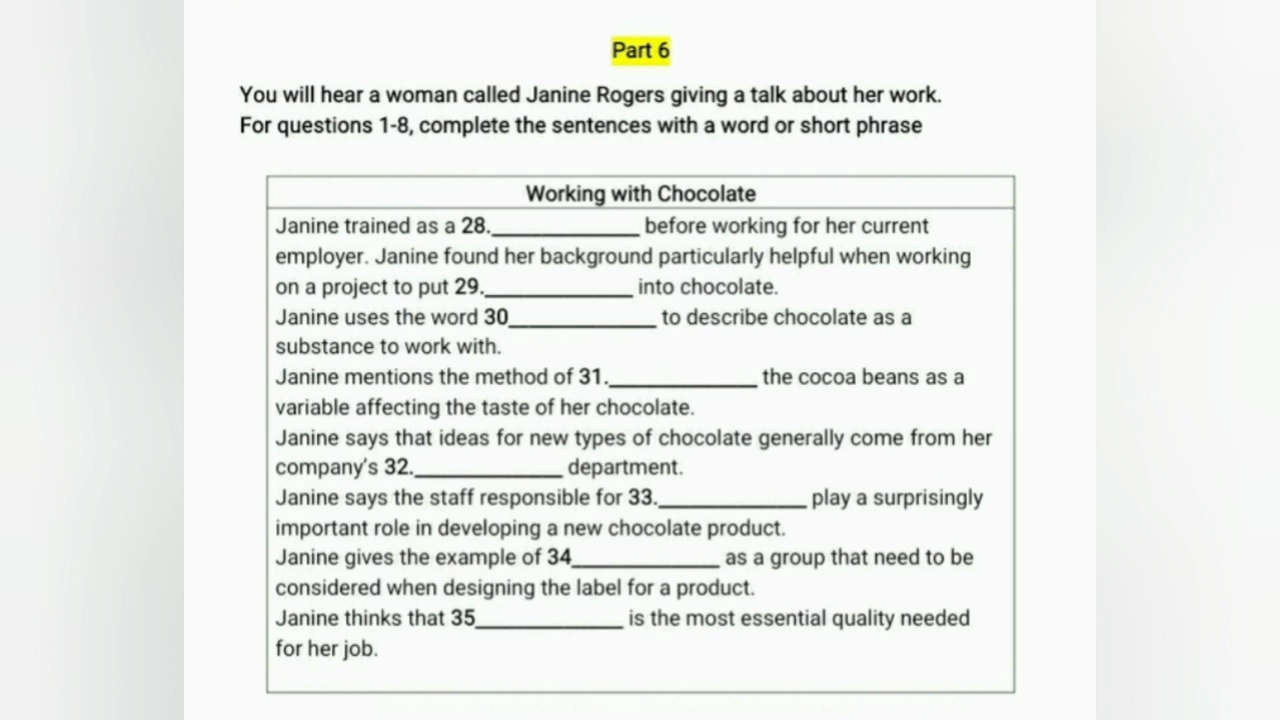 Part 6
You will hear a woman called Janine Rogers giving a talk about her work.
For questions 1-8, complete the sentences with a word or short phrase
Working with Chocolate
Janine trained as a 28.____________ before working for her current
employer. Janine found her background particularly helpful when working
on a project to put 29.____________ into chocolate.
Janine uses the word 30____________ to describe chocolate as a
substance to work with.
Janine mentions the method of 31.____________ the cocoa beans as a
variable affecting the taste of her chocolate.
Janine says that ideas for new types of chocolate generally come from her
company's 32.____________ department.
Janine says the staff responsible for 33.____________ play a surprisingly
important role in developing a new chocolate product.
Janine gives the example of 34____________ as a group that need to be
considered when designing the label for a product.
Janine thinks that 35____________ is the most essential quality needed
for her job.